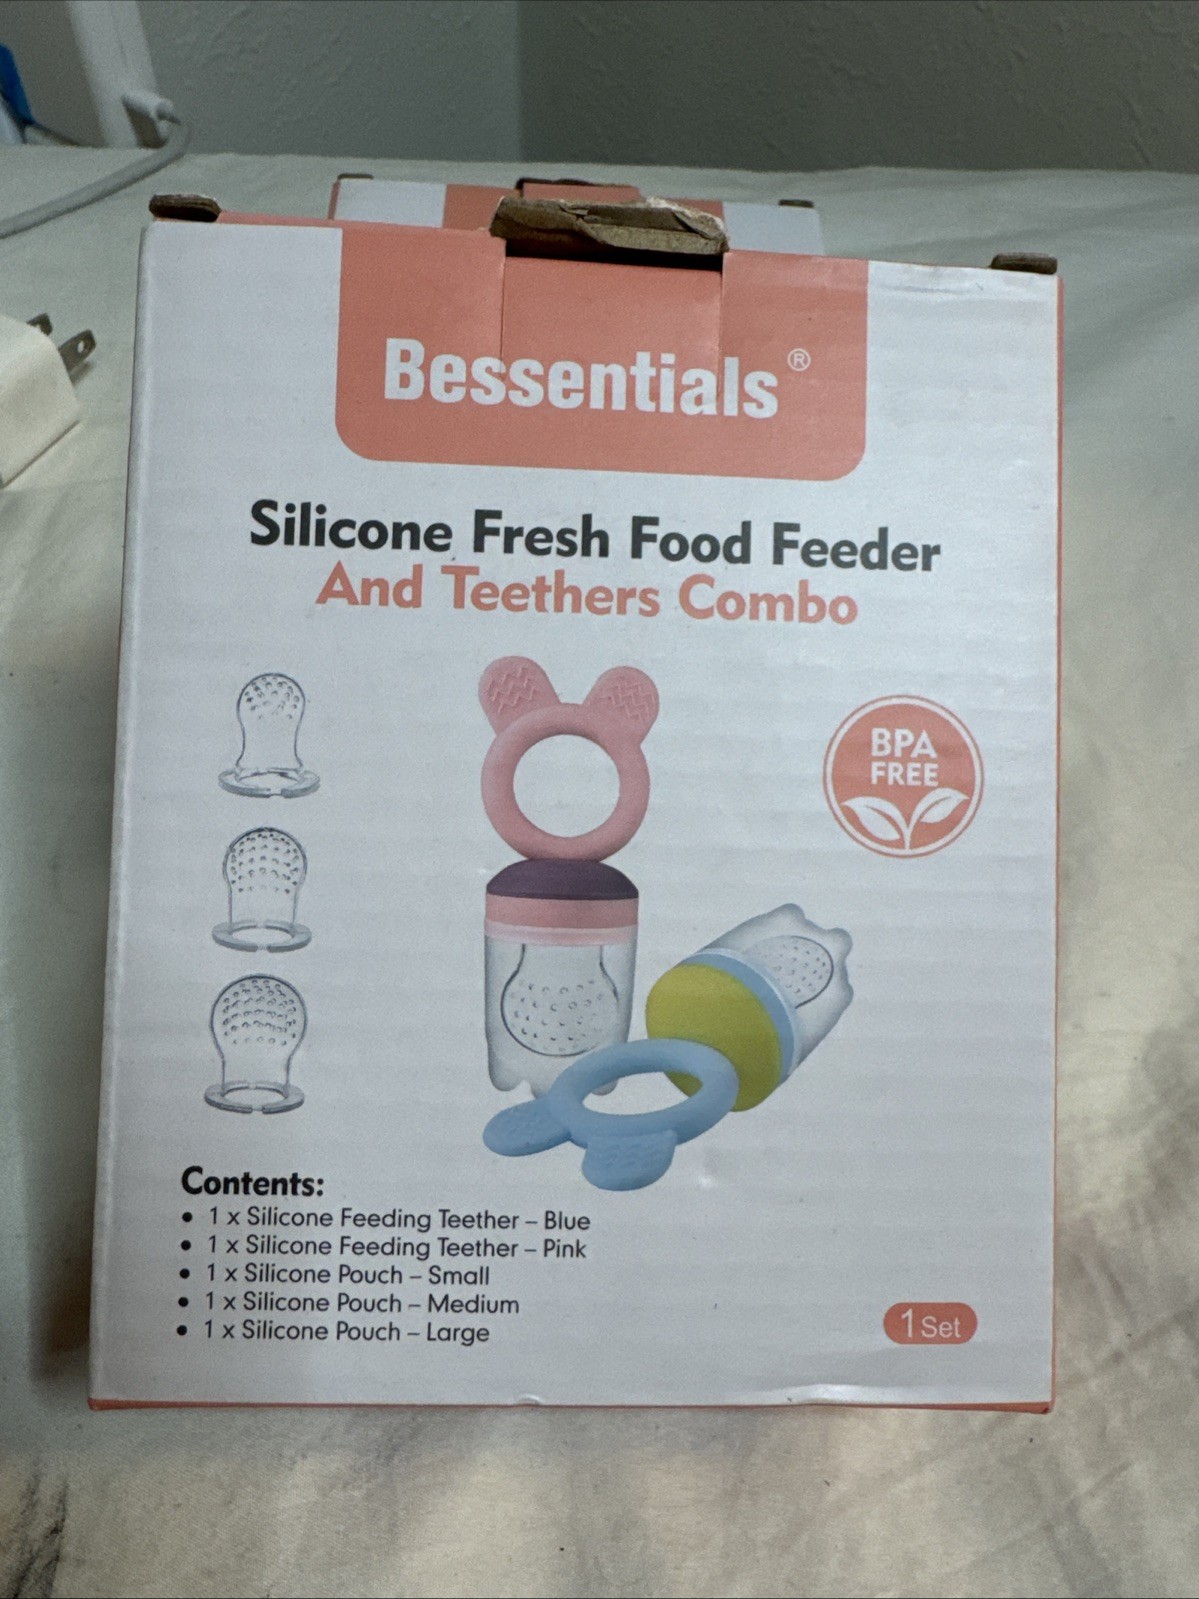 Bessentials®
Silicone Fresh Food Feeder
And Teethers Combo
BPA
FREE
Contents:
• 1 x Silicone Feeding Teether – Blue
• 1 x Silicone Feeding Teether – Pink
• 1 x Silicone Pouch – Small
• 1 x Silicone Pouch – Medium
• 1 x Silicone Pouch – Large
1 Set